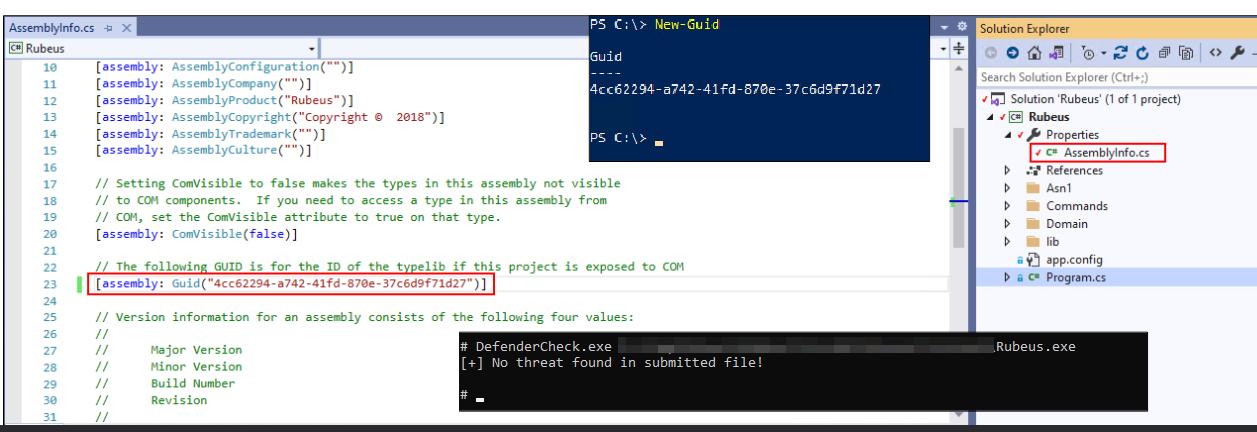 AssemblyInfo.cs
Rubeus
10 [assembly: AssemblyConfiguration("")]
11 [assembly: AssemblyCompany("")]
12 [assembly: AssemblyProduct("Rubeus")]
13 [assembly: AssemblyCopyright("Copyright ©  2018")]
14 [assembly: AssemblyTrademark("")]
15 [assembly: AssemblyCulture("")]
16
17 // Setting ComVisible to false makes the types in this assembly not visible
18 // to COM components.  If you need to access a type in this assembly from
19 // COM, set the ComVisible attribute to true on that type.
20 [assembly: ComVisible(false)]
21
22 // The following GUID is for the ID of the typelib if this project is exposed to COM
23 [assembly: Guid("4cc62294-a742-41fd-870e-37c6d9f71d27")]
24
25 // Version information for an assembly consists of the following four values:
26 //
27 //      Major Version
28 //      Minor Version
29 //      Build Number
30 //      Revision
31 //
PS C:\> New-Guid
Guid
----
4cc62294-a742-41fd-870e-37c6d9f71d27
PS C:\>
# DefenderCheck.exe \Rubeus.exe
[+] No threat found in submitted file!
#
Solution Explorer
Search Solution Explorer (Ctrl+;)
Solution 'Rubeus' (1 of 1 project)
C# Rubeus
Properties
C# AssemblyInfo.cs
References
Asn1
Commands
Domain
lib
app.config
C# Program.cs